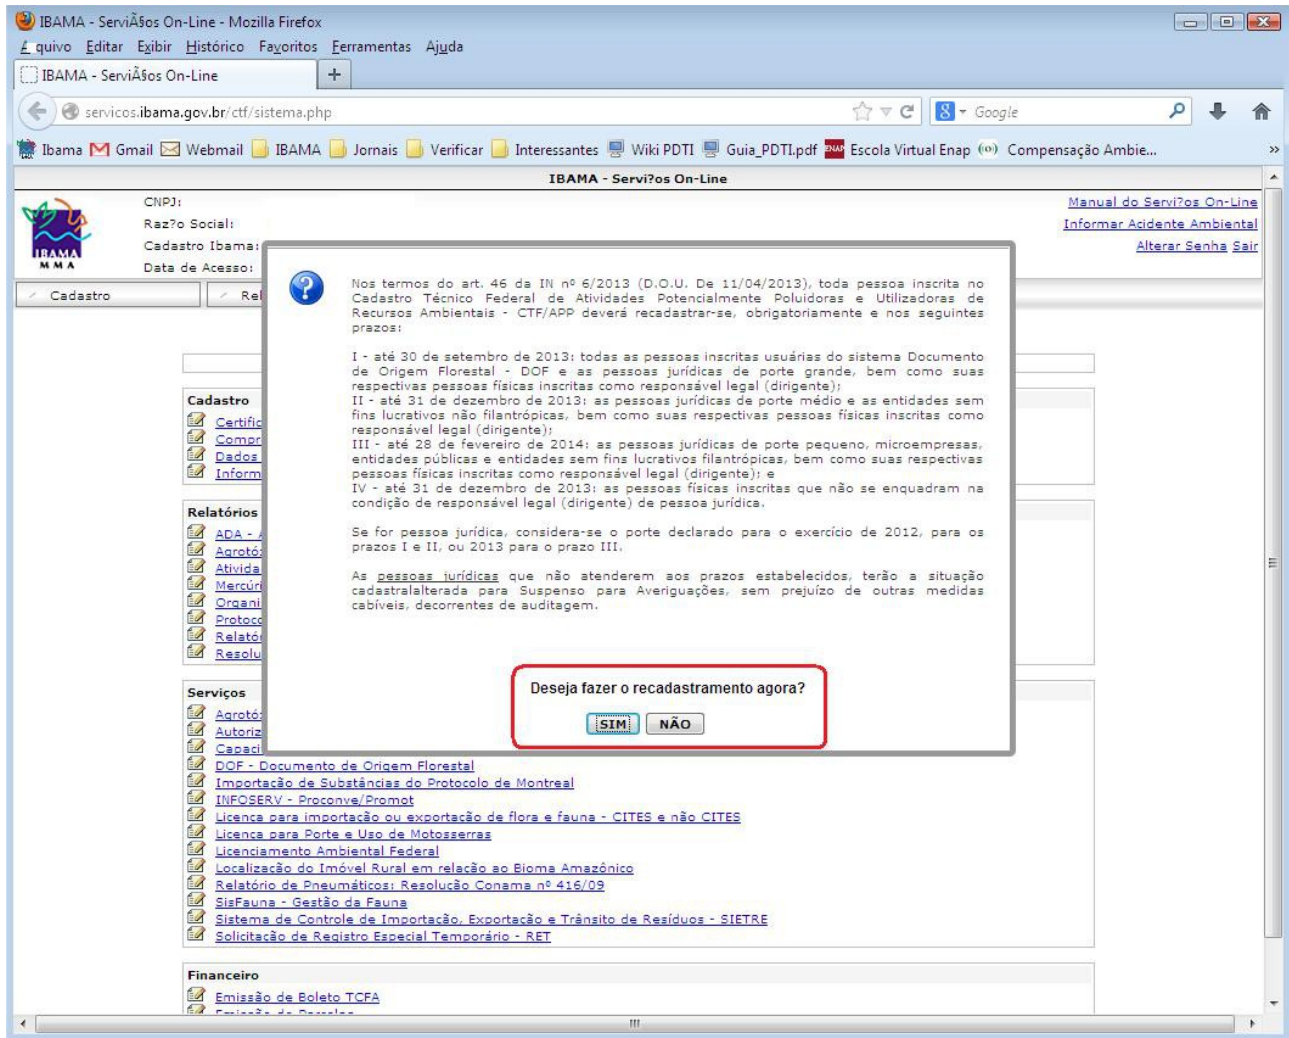 IBAMA - ServiÃ§os On-Line - Mozilla Firefox
quivo Editar Exibir Histórico Favoritos Ferramentas Ajuda
IBAMA - ServiÃ§os On-Line +
servicos.ibama.gov.br/ctf/sistema.php Google
Ibama Gmail Webmail IBAMA Jornais Verificar Interessantes Wiki PDTI Guia_PDTI.pdf ENAP Escola Virtual Enap Compensação Ambie... »
IBAMA - Servi?os On-Line
CNPJ: Manual do Servi?os On-Line
Raz?o Social: Informar Acidente Ambiental
Cadastro Ibama: Alterar Senha Sair
Data de Acesso:
IBAMA
M M A
Cadastro Rel
Nos termos do art. 46 da IN nº 6/2013 (D.O.U. De 11/04/2013), toda pessoa inscrita no
Cadastro Técnico Federal de Atividades Potencialmente Poluidoras e Utilizadoras de
Recursos Ambientais - CTF/APP deverá recadastrar-se, obrigatoriamente e nos seguintes
prazos:
I - até 30 de setembro de 2013: todas as pessoas inscritas usuárias do sistema Documento
de Origem Florestal - DOF e as pessoas jurídicas de porte grande, bem como suas
respectivas pessoas físicas inscritas como responsável legal (dirigente);
II - até 31 de dezembro de 2013: as pessoas jurídicas de porte médio e as entidades sem
fins lucrativos não filantrópicas, bem como suas respectivas pessoas físicas inscritas como
responsável legal (dirigente);
III - até 28 de fevereiro de 2014: as pessoas jurídicas de porte pequeno, microempresas,
entidades públicas e entidades sem fins lucrativos filantrópicas, bem como suas respectivas
pessoas físicas inscritas como responsável legal (dirigente); e
IV - até 31 de dezembro de 2013: as pessoas físicas inscritas que não se enquadram na
condição de responsável legal (dirigente) de pessoa jurídica.
Se for pessoa jurídica, considera-se o porte declarado para o exercício de 2012, para os
prazos I e II, ou 2013 para o prazo III.
As pessoas jurídicas que não atenderem aos prazos estabelecidos, terão a situação
cadastralalterada para Suspenso para Averiguações, sem prejuízo de outras medidas
cabíveis, decorrentes de auditagem.
Deseja fazer o recadastramento agora?
SIM NÃO
Cadastro
Certific
Compr
Dados
Inform
Relatórios
ADA - A
Agrotó
Ativida
Mercúri
Organi
Protoco
Relató
Resolu
Serviços
Agrotó
Autoriz
Capaci
DOF - Documento de Origem Florestal
Importação de Substâncias do Protocolo de Montreal
INFOSERV - Proconve/Promot
Licença para importação ou exportação de flora e fauna - CITES e não CITES
Licença para Porte e Uso de Motosserras
Licenciamento Ambiental Federal
Localização do Imóvel Rural em relação ao Bioma Amazônico
Relatório de Pneumáticos: Resolução Conama nº 416/09
SisFauna - Gestão da Fauna
Sistema de Controle de Importação, Exportação e Trânsito de Resíduos - SIETRE
Solicitação de Registro Especial Temporário - RET
Financeiro
Emissão de Boleto TCFA